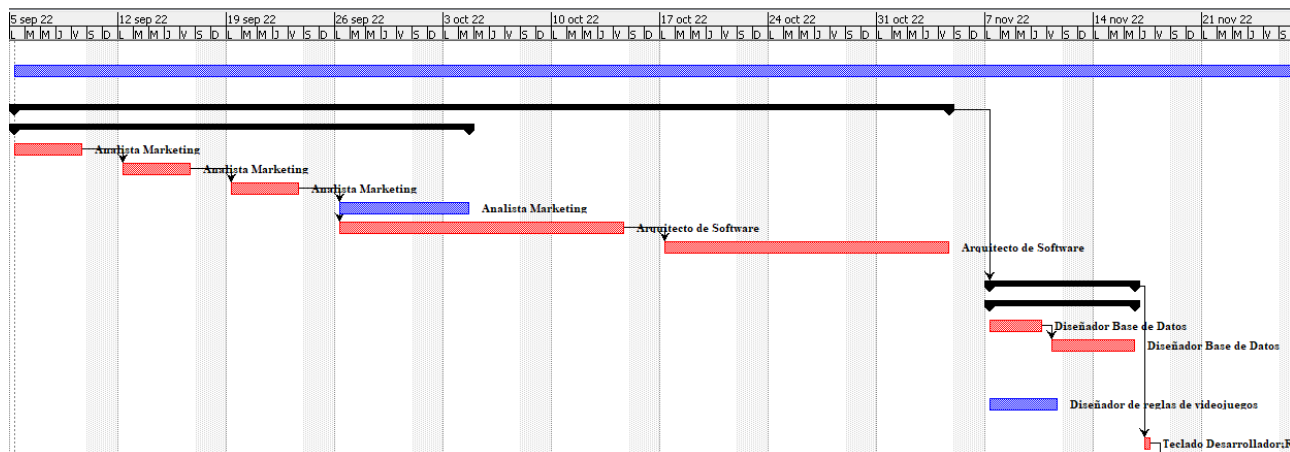 5 sep 22 12 sep 22 19 sep 22 26 sep 22 3 oct 22 10 oct 22 17 oct 22 24 oct 22 31 oct 22 7 nov 22 14 nov 22 21 nov 22
L M M J V S D L M M J V S D L M M J V S D L M M J V S D L M M J V S D L M M J V S D L M M J V S D L M M J V S D L M M J V S D L M M J V S D L M M J V S D L M M J V S
Analista Marketing
Analista Marketing
Analista Marketing
Analista Marketing
Arquitecto de Software
Arquitecto de Software
Diseñador Base de Datos
Diseñador Base de Datos
Diseñador de reglas de videojuegos
Teclado Desarrollador;R